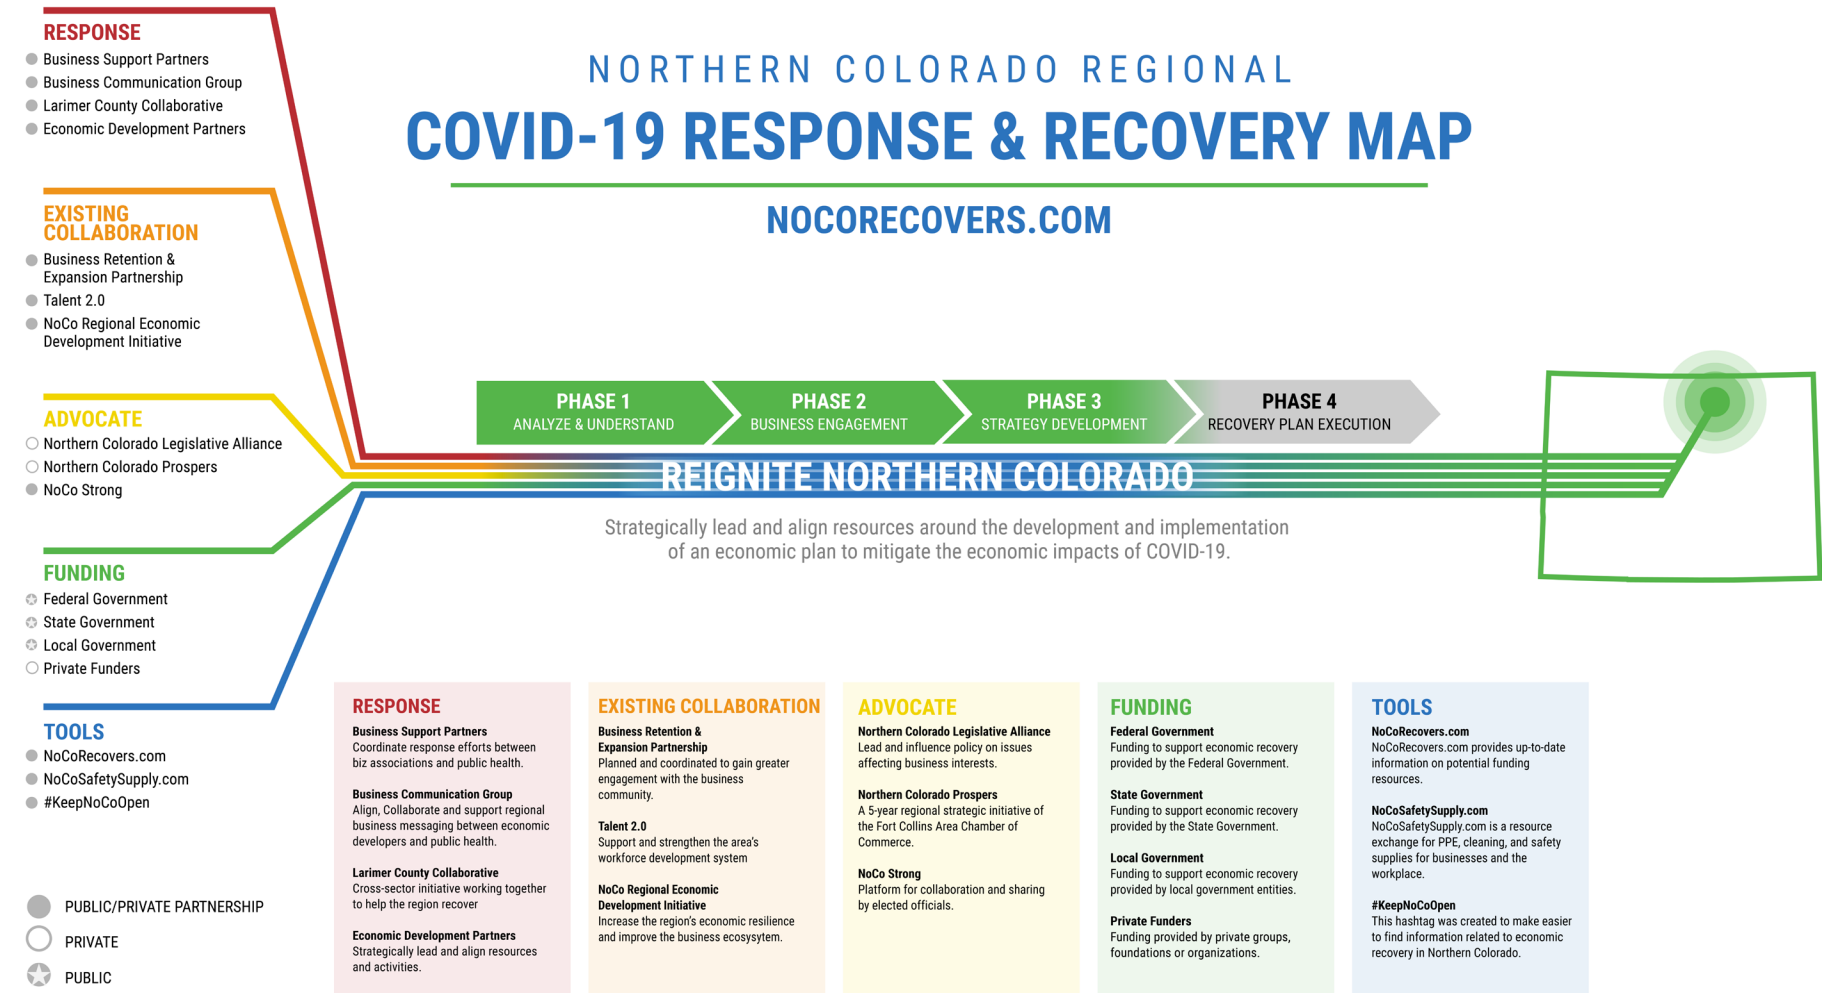 RESPONSE
Business Support Partners
Business Communication Group
Larimer County Collaborative
Economic Development Partners
EXISTING
COLLABORATION
Business Retention &
Expansion Partnership
Talent 2.0
NoCo Regional Economic
Development Initiative
ADVOCATE
Northern Colorado Legislative Alliance
Northern Colorado Prospers
NoCo Strong
FUNDING
Federal Government
State Government
Local Government
Private Funders
TOOLS
NoCoRecovers.com
NoCoSafetySupply.com
#KeepNoCoOpen
PUBLIC/PRIVATE PARTNERSHIP
PRIVATE
PUBLIC
NORTHERN COLORADO REGIONAL
COVID-19 RESPONSE & RECOVERY MAP
NOCORECOVERS.COM
PHASE 1
ANALYZE & UNDERSTAND
PHASE 2
BUSINESS ENGAGEMENT
PHASE 3
STRATEGY DEVELOPMENT
PHASE 4
RECOVERY PLAN EXECUTION
REIGNITE NORTHERN COLORADO
Strategically lead and align resources around the development and implementation
of an economic plan to mitigate the economic impacts of COVID-19.
RESPONSE
Business Support Partners
Coordinate response efforts between
biz associations and public health.
Business Communication Group
Align, Collaborate and support regional
business messaging between economic
developers and public health.
Larimer County Collaborative
Cross-sector initiative working together
to help the region recover
Economic Development Partners
Strategically lead and align resources
and activities.
EXISTING COLLABORATION
Business Retention &
Expansion Partnership
Planned and coordinated to gain greater
engagement with the business
community.
Talent 2.0
Support and strengthen the area's
workforce development system
NoCo Regional Economic
Development Initiative
Increase the region's economic resilience
and improve the business ecosysytem.
ADVOCATE
Northern Colorado Legislative Alliance
Lead and influence policy on issues
affecting business interests.
Northern Colorado Prospers
A 5-year regional strategic initiative of
the Fort Collins Area Chamber of
Commerce.
NoCo Strong
Platform for collaboration and sharing
by elected officials.
FUNDING
Federal Government
Funding to support economic recovery
provided by the Federal Government.
State Government
Funding to support economic recovery
provided by the State Government.
Local Government
Funding to support economic recovery
provided by local government entities.
Private Funders
Funding provided by private groups,
foundations or organizations.
TOOLS
NoCoRecovers.com
NoCoRecovers.com provides up-to-date
information on potential funding
resources.
NoCoSafetySupply.com
NoCoSafetySupply.com is a resource
exchange for PPE, cleaning, and safety
supplies for businesses and the
workplace.
#KeepNoCoOpen
This hashtag was created to make easier
to find information related to economic
recovery in Northern Colorado.